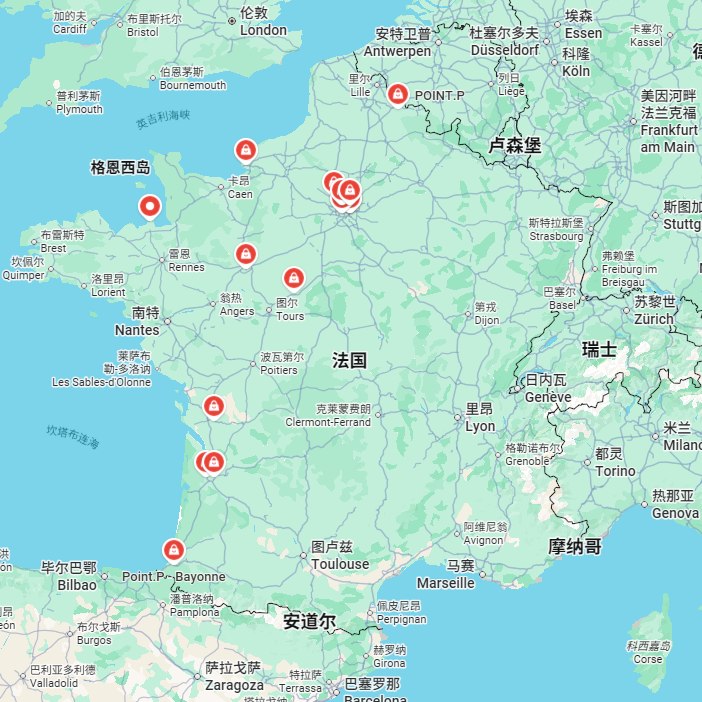 加的夫
Cardiff
布里斯托尔
Bristol
伦敦
London
伯恩茅斯
Bournemouth
普利茅斯
Plymouth
英吉利海峡
安特卫普
Antwerpen
杜塞尔多夫
Düsseldorf
埃森
Essen
科隆
Köln
卡塞尔
Kassel
德
里尔
Lille
POINT.P
列日
Liège
美因河畔
法兰克福
Frankfurt
am Main
卢森堡
格恩西岛
卡昂
Caen
布雷斯特
Brest
坎佩尔
Quimper
洛里昂
Lorient
雷恩
Rennes
斯特拉斯堡
Strasbourg
斯图加
Stuttg
弗赖堡
Freiburg im
Breisgau
巴塞尔
Basel
苏黎世
Zürich
南特
Nantes
翁热
Angers
图尔
Tours
第戎
Dijon
瑞士
莱萨布
勒-多洛讷
Les Sables-d'Olonne
波瓦第尔
Poitiers
法国
日内瓦
Genève
克莱蒙费朗
Clermont-Ferrand
里昂
Lyon
米兰
Milano
坎塔布连海
格勒诺布尔
Grenoble
都灵
Torino
热那亚
Genova
阿维尼翁
Avignon
摩纳哥
马赛
Marseille
图卢兹
Toulouse
洪
ón
毕尔巴鄂
Bilbao
Point.P - Bayonne
潘普洛纳
Pamplona
安道尔
佩皮尼昂
Perpignan
昂
eón
布尔戈斯
Burgos
赫罗纳
Girona
科西嘉岛
Corse
巴利亚多利德
Valladolid
萨拉戈萨
Zaragoza
特拉萨
Terrassa
巴塞罗那
Barcelona
塔拉戈纳